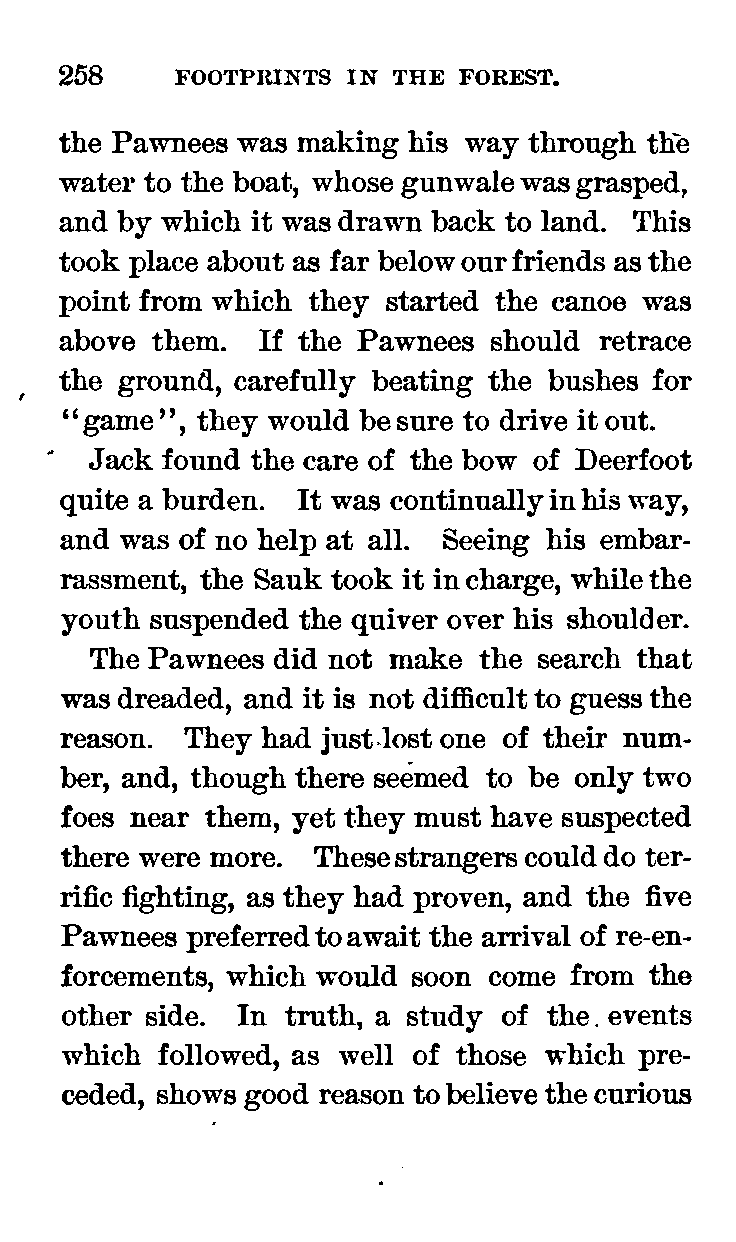 258 FOOTPRINTS IN THE FOREST.
the Pawnees was making his way through the
water to the boat, whose gunwale was grasped,
and by which it was drawn back to land. This
took place about as far below our friends as the
point from which they started the canoe was
above them. If the Pawnees should retrace
the ground, carefully beating the bushes for
“game”, they would be sure to drive it out.
Jack found the care of the bow of Deerfoot
quite a burden. It was continually in his way,
and was of no help at all. Seeing his embar-
rassment, the Sauk took it in charge, while the
youth suspended the quiver over his shoulder.
The Pawnees did not make the search that
was dreaded, and it is not difficult to guess the
reason. They had just lost one of their num-
ber, and, though there seemed to be only two
foes near them, yet they must have suspected
there were more. These strangers could do ter-
rific fighting, as they had proven, and the five
Pawnees preferred to await the arrival of re-en-
forcements, which would soon come from the
other side. In truth, a study of the events
which followed, as well of those which pre-
ceded, shows good reason to believe the curious